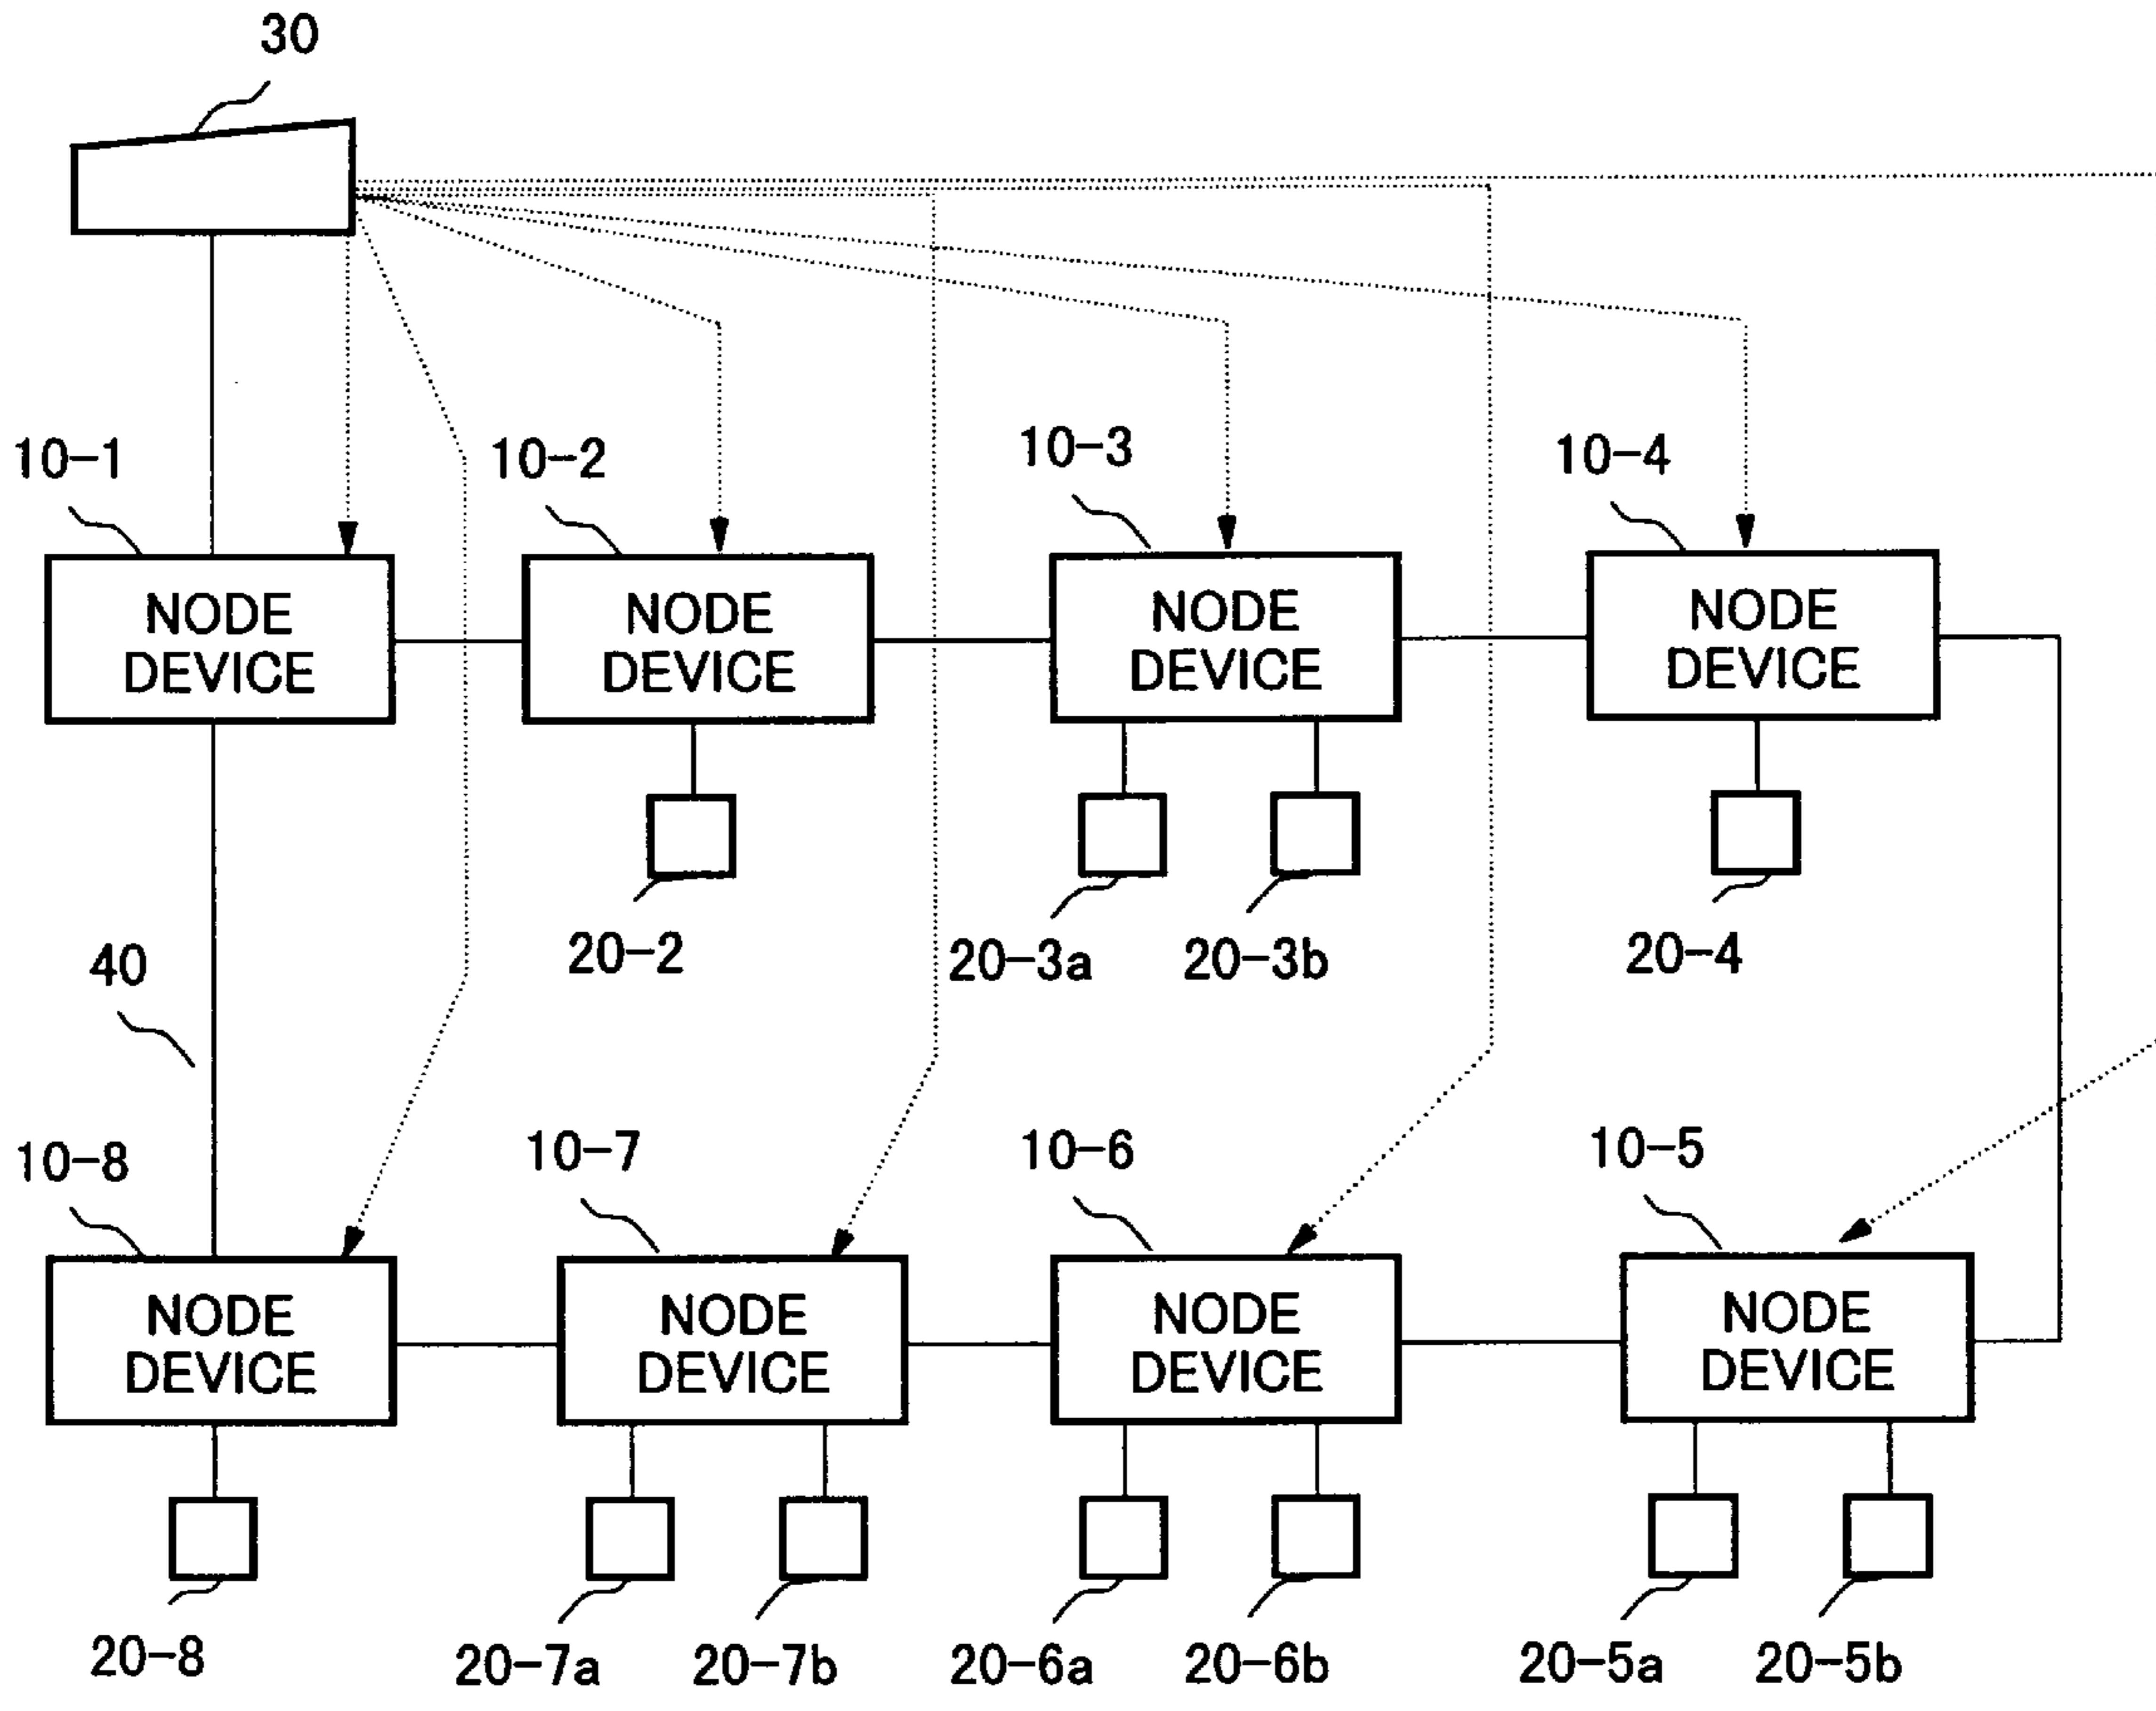 30
10-1
10-2
10-3
10-4
NODE
DEVICE
NODE
DEVICE
NODE
DEVICE
NODE
DEVICE
20-2
20-3a
20-3b
20-4
40
10-8
10-7
10-6
10-5
NODE
DEVICE
NODE
DEVICE
NODE
DEVICE
NODE
DEVICE
20-8
20-7a
20-7b
20-6a
20-6b
20-5a
20-5b